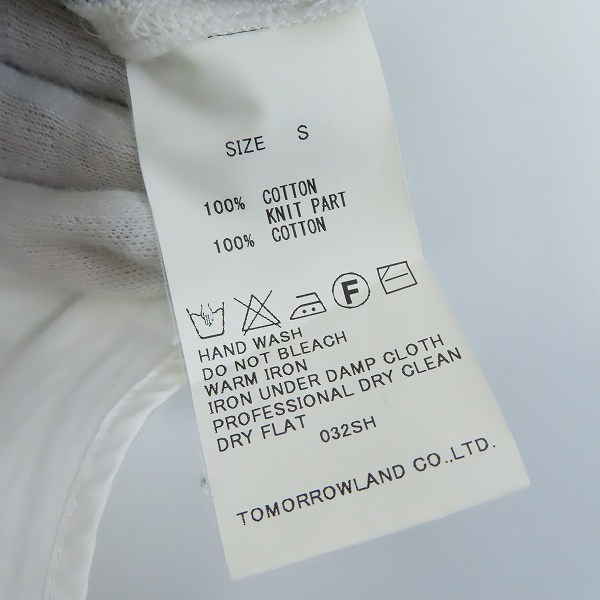 SIZE S
100% COTTON
KNIT PART
100% COTTON
F
HAND WASH
DO NOT BLEACH
WARM IRON
IRON UNDER DAMP CLOTH
PROFESSIONAL DRY CLEAN
DRY FLAT 032SH
TOMORROWLAND CO.,LTD.